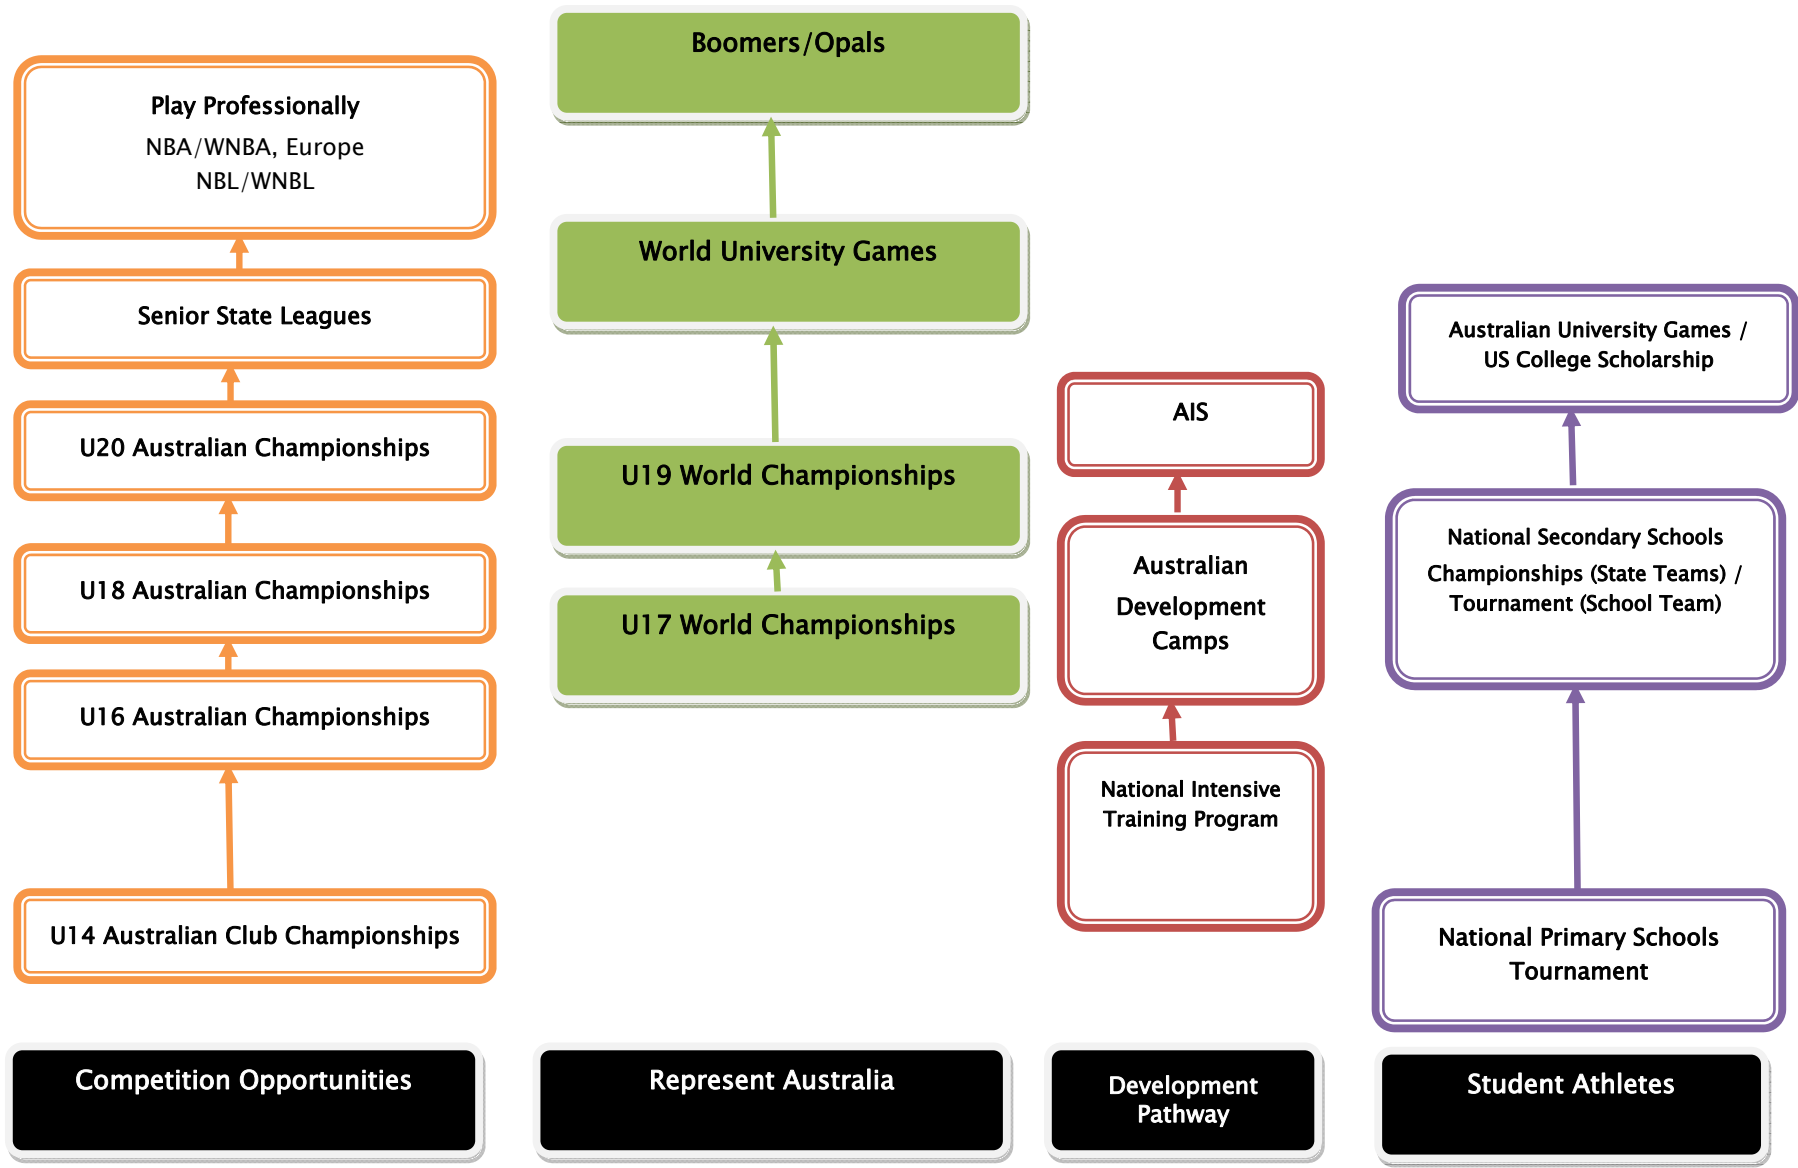 Boomers/Opals
Play Professionally
NBA/WNBA, Europe
NBL/WNBL
World University Games
Senior State Leagues
Australian University Games /
US College Scholarship
AIS
U20 Australian Championships
U19 World Championships
National Secondary Schools
Championships (State Teams) /
Tournament (School Team)
Australian
Development
Camps
U18 Australian Championships
U17 World Championships
U16 Australian Championships
National Intensive
Training Program
U14 Australian Club Championships
National Primary Schools
Tournament
Competition Opportunities
Represent Australia
Development
Pathway
Student Athletes